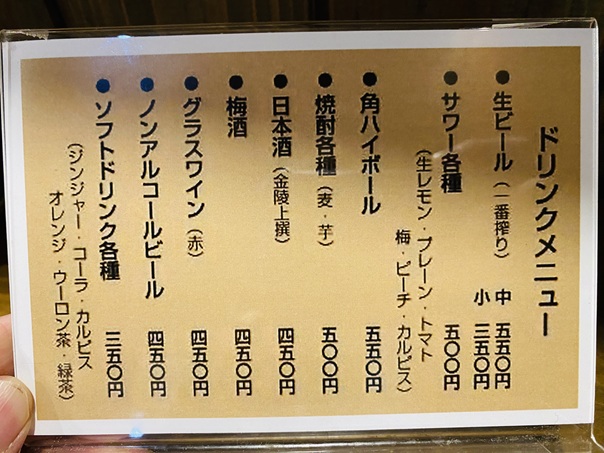 ドリンクメニュー
●生ビール(一番搾り) 中 五五〇円
小 三五〇円
●サワー各種 五〇〇円
(生レモン・プレーン・トマト
梅・ピーチ・カルピス)
●角ハイボール 五五〇円
●焼酎各種(麦・芋) 五〇〇円
●日本酒(金陵上撰) 四五〇円
●梅酒 四五〇円
●グラスワイン(赤) 四五〇円
●ノンアルコールビール 四五〇円
●ソフトドリンク各種 三五〇円
(ジンジャー・コーラ・カルピス
オレンジ・ウーロン茶・緑茶)